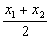 x₁ + x₂
2